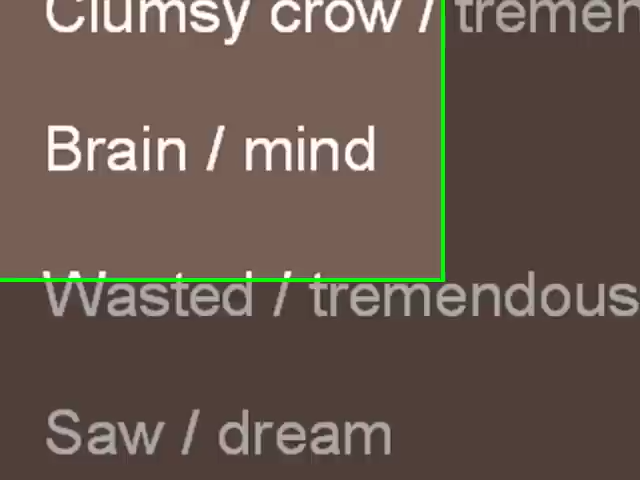 Clumsy crow / tremen
Brain / mind
Wasted / tremendous
Saw / dream